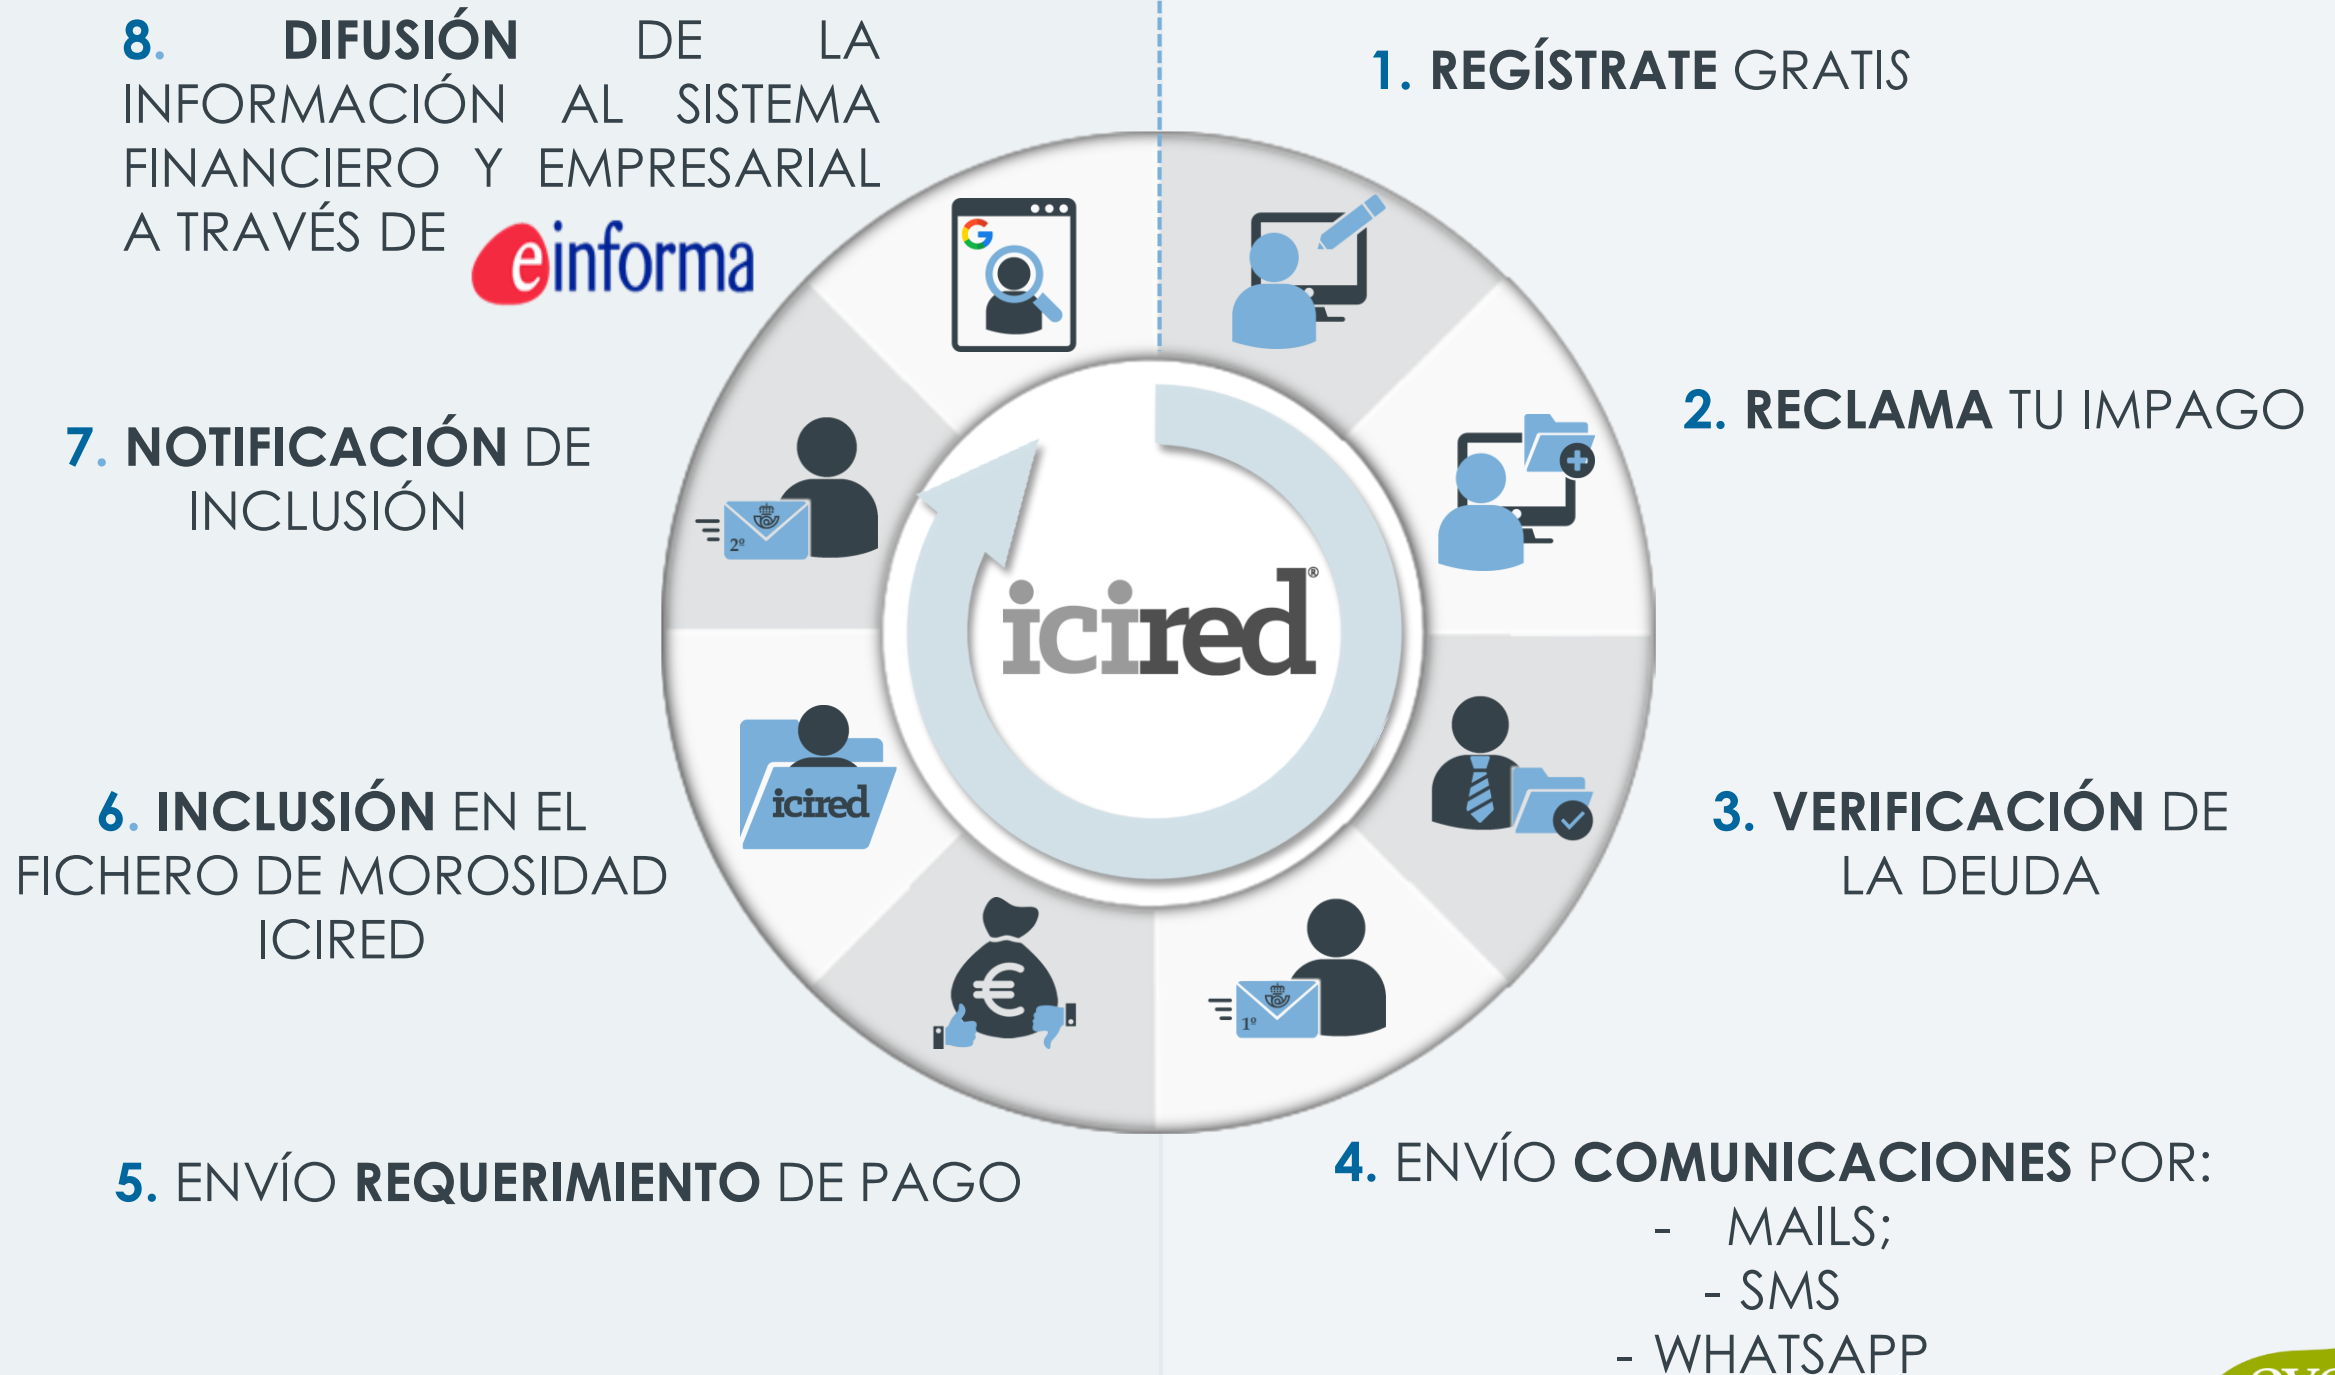 1. REGÍSTRATE GRATIS
2. RECLAMA TU IMPAGO
3. VERIFICACIÓN DE
LA DEUDA
4. ENVÍO COMUNICACIONES POR:
- MAILS;
- SMS
- WHATSAPP
5. ENVÍO REQUERIMIENTO DE PAGO
6. INCLUSIÓN EN EL
FICHERO DE MOROSIDAD
ICIRED
7. NOTIFICACIÓN DE
INCLUSIÓN
8. DIFUSIÓN DE LA
INFORMACIÓN AL SISTEMA
FINANCIERO Y EMPRESARIAL
A TRAVÉS DE einforma
G
2º
icired
€
1º
icired®